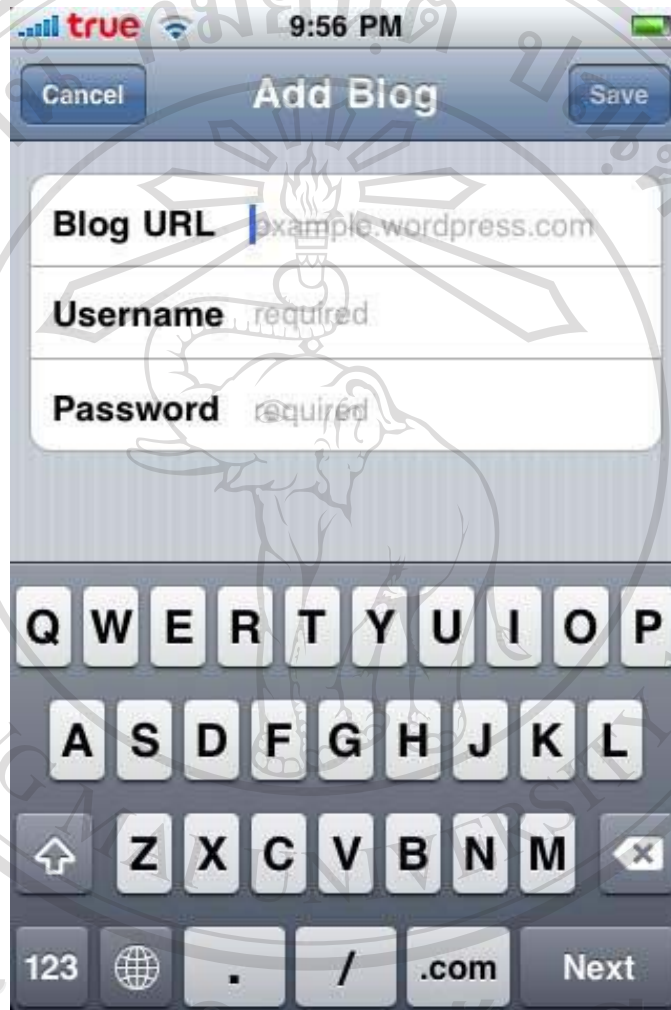 true 9:56 PM
Cancel Add Blog Save
Blog URL example.wordpress.com
Username required
Password required
Q W E R T Y U I O P
A S D F G H J K L
Z X C V B N M
123 . / .com Next